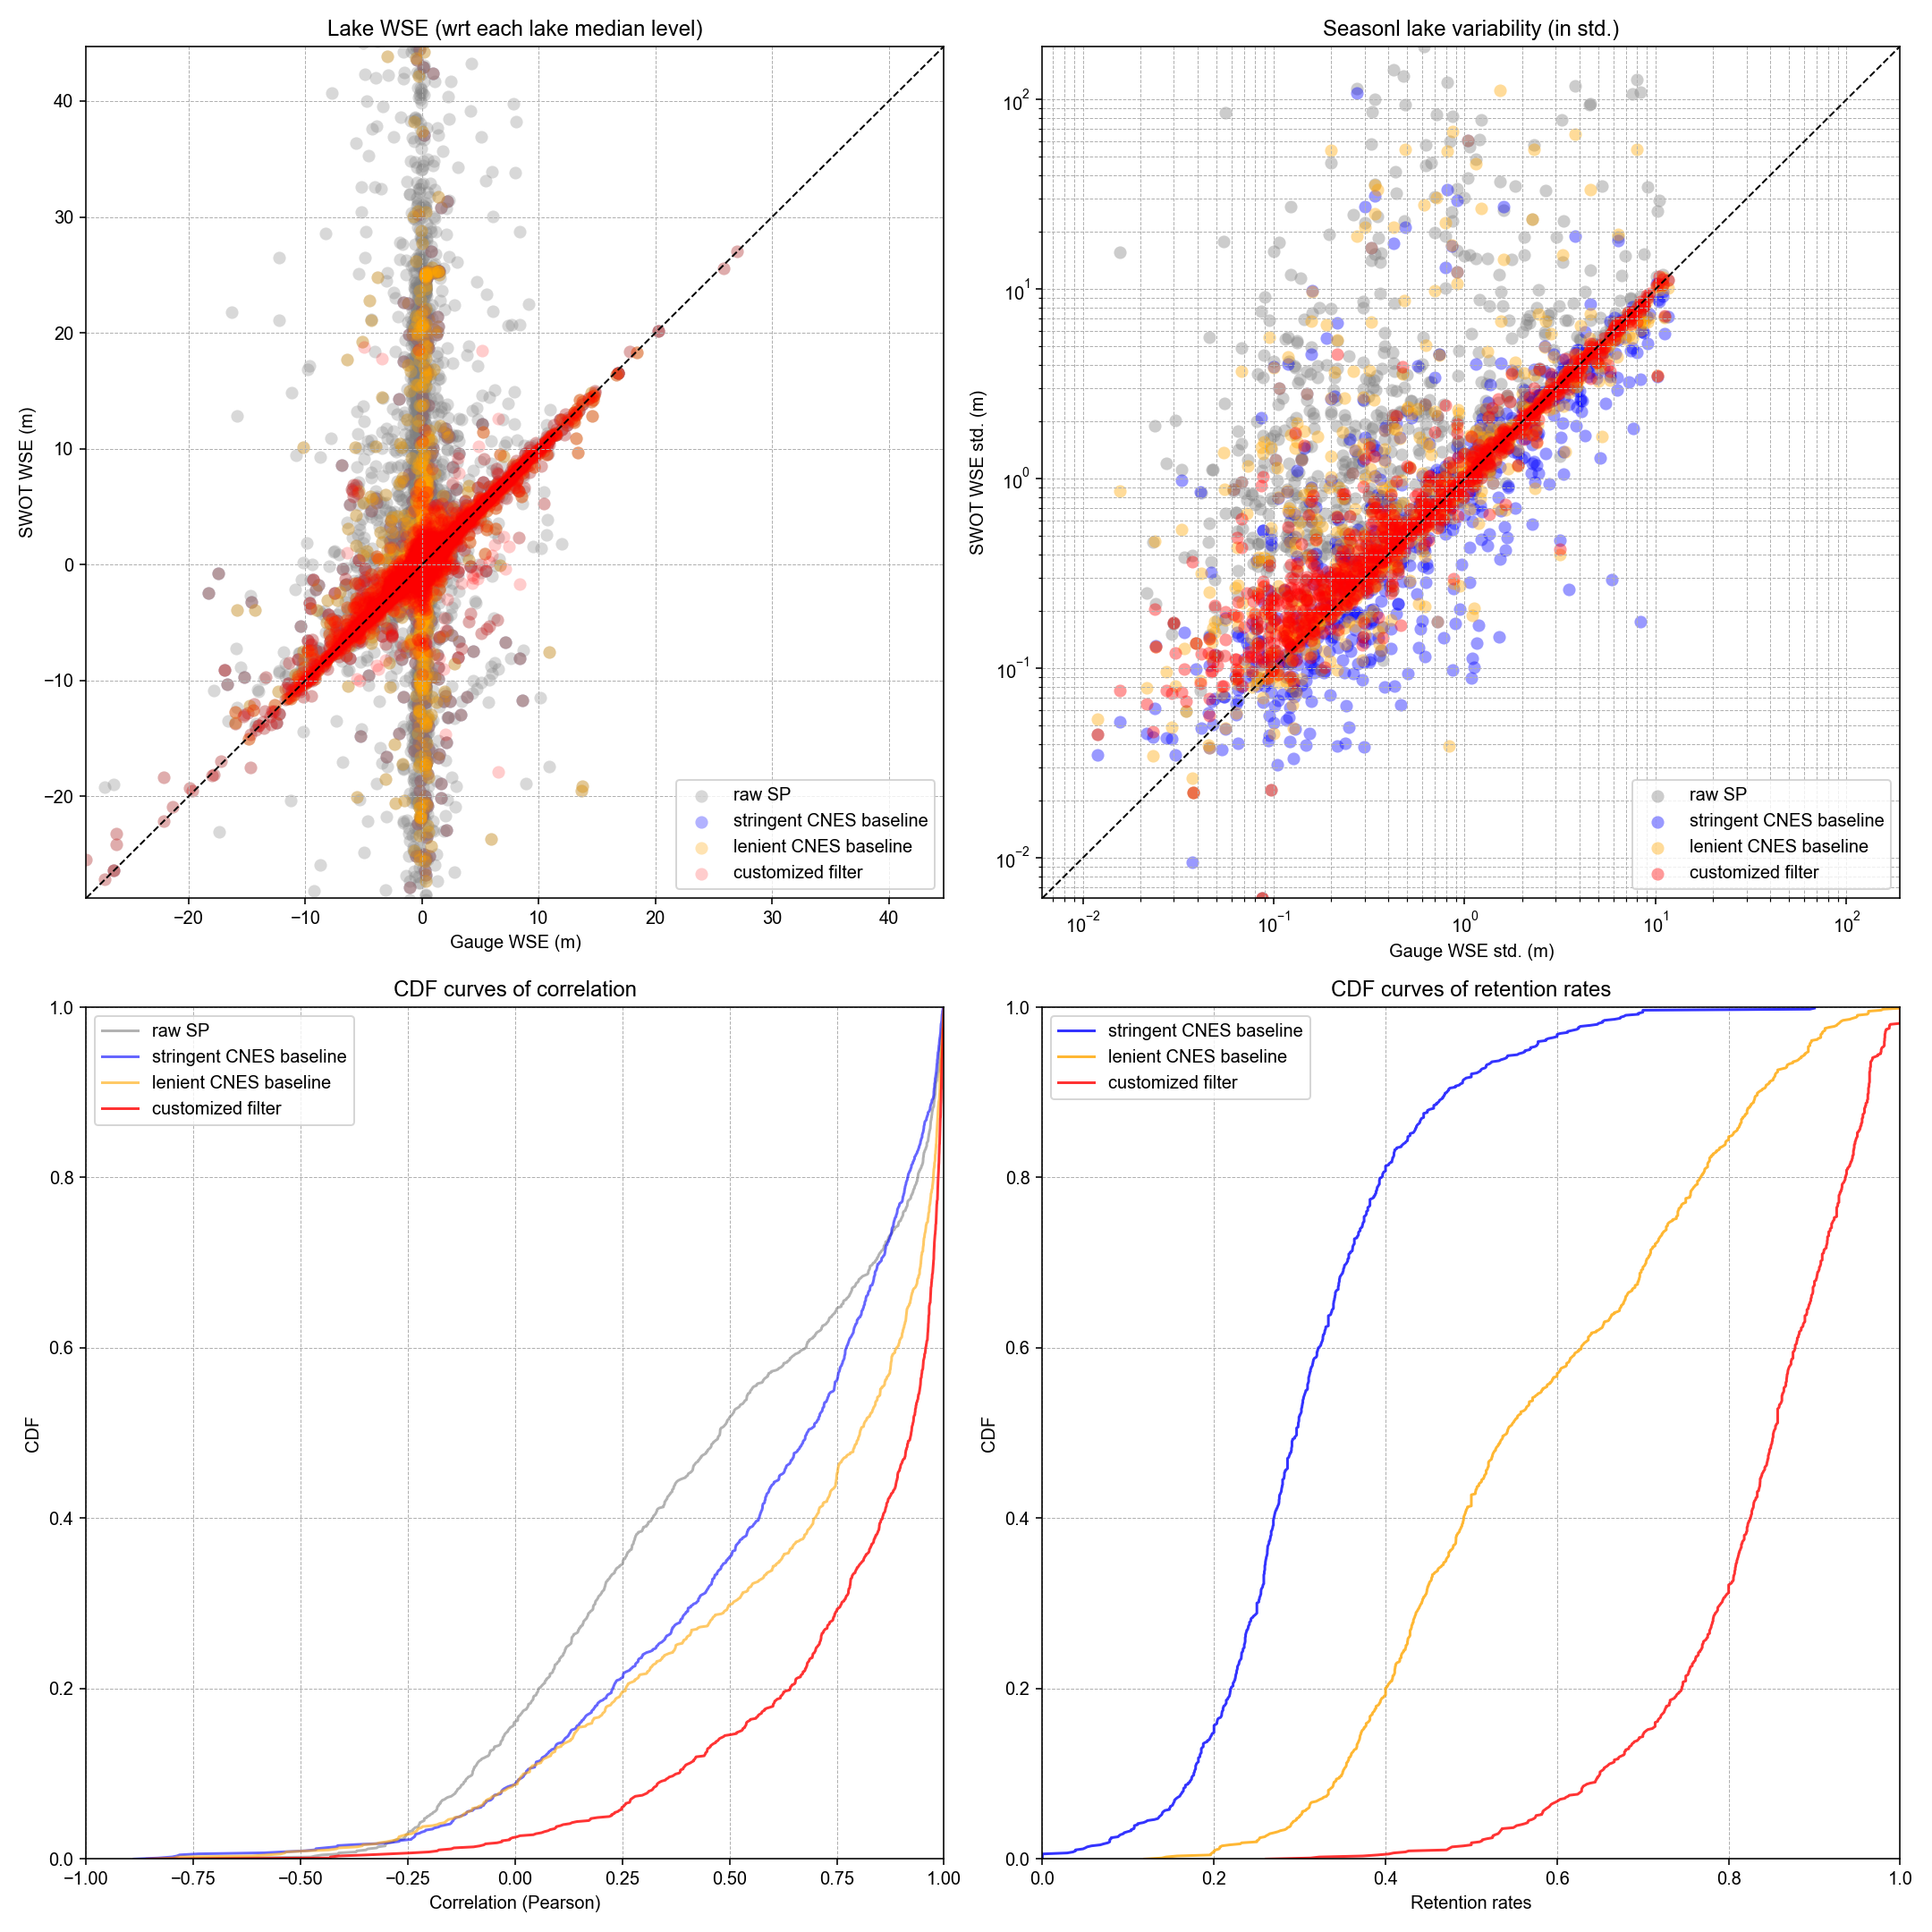 Lake WSE (wrt each lake median level)
SWOT WSE (m)
40
30
20
10
0
−10
−20
−20
−10
0
10
20
30
40
Gauge WSE (m)
raw SP
stringent CNES baseline
lenient CNES baseline
customized filter
Seasonl lake variability (in std.)
SWOT WSE std. (m)
10²
10¹
10⁰
10⁻¹
10⁻²
10⁻²
10⁻¹
10⁰
10¹
10²
Gauge WSE std. (m)
raw SP
stringent CNES baseline
lenient CNES baseline
customized filter
CDF curves of correlation
CDF
1.0
0.8
0.6
0.4
0.2
0.0
−1.00
−0.75
−0.50
−0.25
0.00
0.25
0.50
0.75
1.00
Correlation (Pearson)
raw SP
stringent CNES baseline
lenient CNES baseline
customized filter
CDF curves of retention rates
CDF
1.0
0.8
0.6
0.4
0.2
0.0
0.0
0.2
0.4
0.6
0.8
1.0
Retention rates
stringent CNES baseline
lenient CNES baseline
customized filter